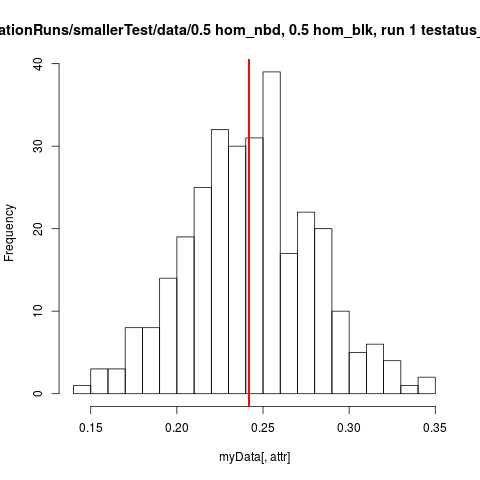 ationRuns/smallerTest/data/0.5 hom_nbd, 0.5 hom_blk, run 1 testatus_
40
30
20
10
0
Frequency
0.15 0.20 0.25 0.30 0.35
myData[, attr]